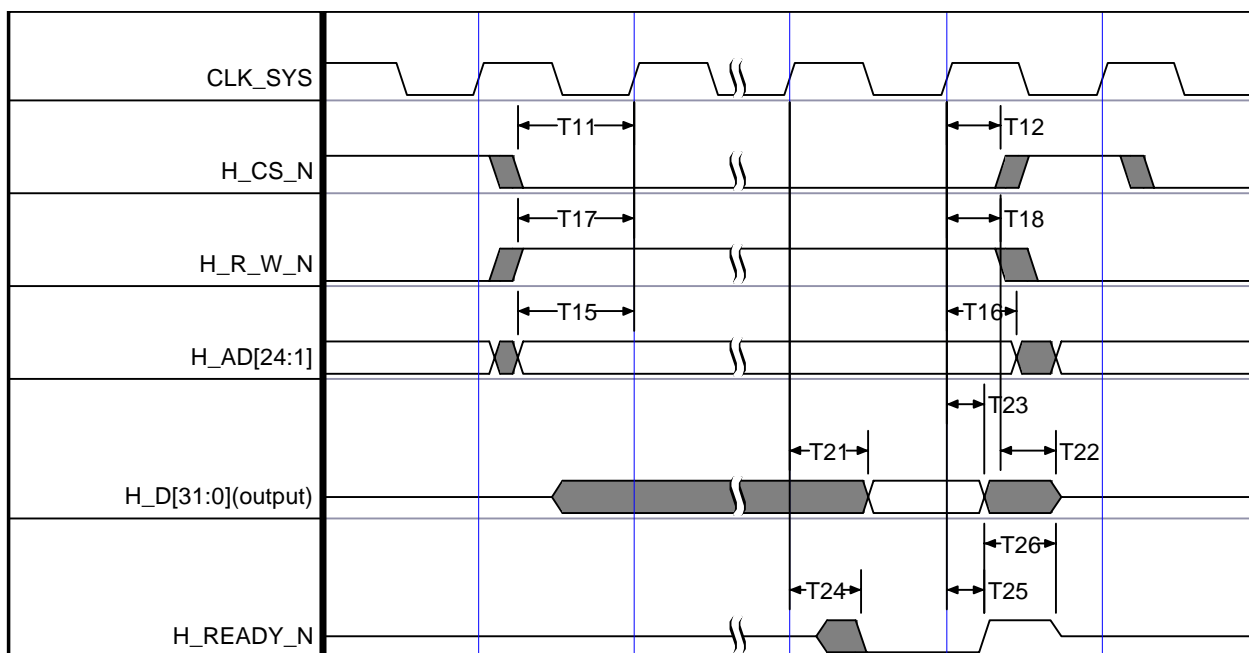 CLK_SYS
T11
T12
H_CS_N
T17
T18
H_R_W_N
T15
T16
H_AD[24:1]
T23
T21
T22
H_D[31:0](output)
T26
T24
T25
H_READY_N